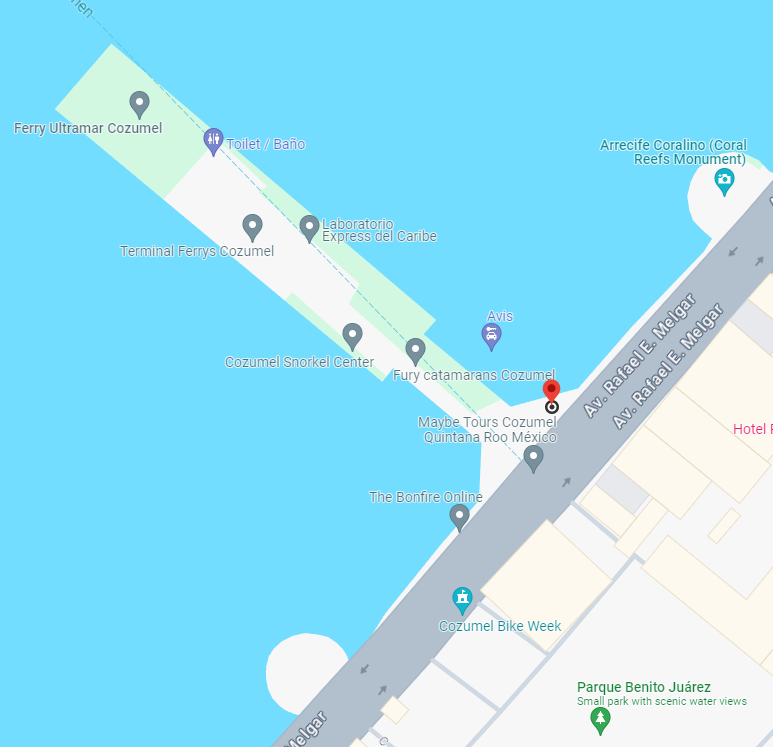 Ferry Ultramar Cozumel
Toilet / Baño
Arrecife Coralino (Coral
Reefs Monument)
Laboratorio
Express del Caribe
Terminal Ferrys Cozumel
Avis
Cozumel Snorkel Center
Fury catamarans Cozumel
Av. Rafael E. Melgar
Av. Rafael E. Melgar
Maybe Tours Cozumel
Quintana Roo México
Hotel
The Bonfire Online
Cozumel Bike Week
Parque Benito Juárez
Small park with scenic water views
Melgar